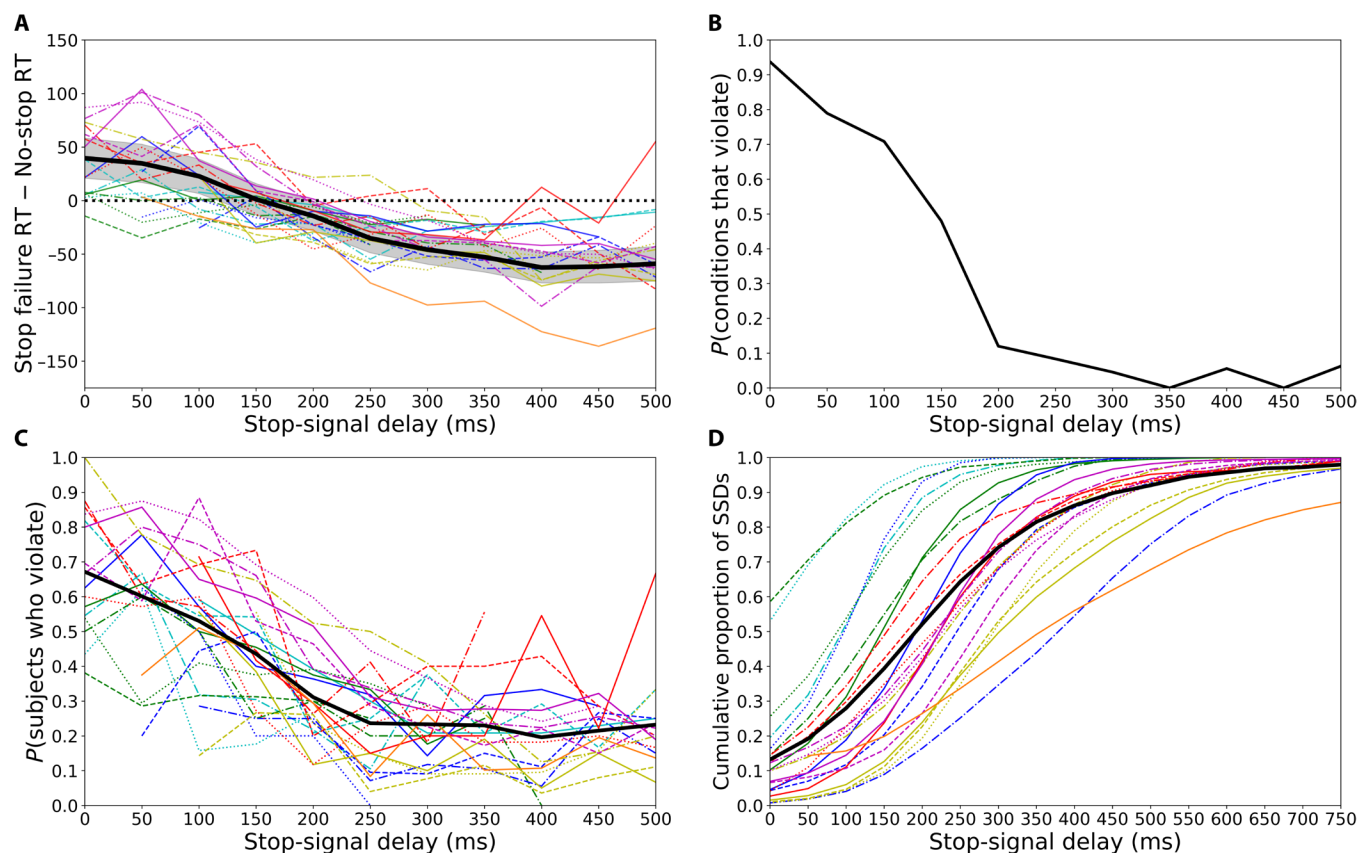 A
Stop failure RT − No-stop RT
150
100
50
0
−50
−100
−150
0 50 100 150 200 250 300 350 400 450 500
Stop-signal delay (ms)
B
P(conditions that violate)
1.0
0.9
0.8
0.7
0.6
0.5
0.4
0.3
0.2
0.1
0.0
0 50 100 150 200 250 300 350 400 450 500
Stop-signal delay (ms)
C
P(subjects who violate)
1.0
0.9
0.8
0.7
0.6
0.5
0.4
0.3
0.2
0.1
0.0
0 50 100 150 200 250 300 350 400 450 500
Stop-signal delay (ms)
D
Cumulative proportion of SSDs
1.0
0.9
0.8
0.7
0.6
0.5
0.4
0.3
0.2
0.1
0.0
0 50 100 150 200 250 300 350 400 450 500 550 600 650 700 750
Stop-signal delay (ms)